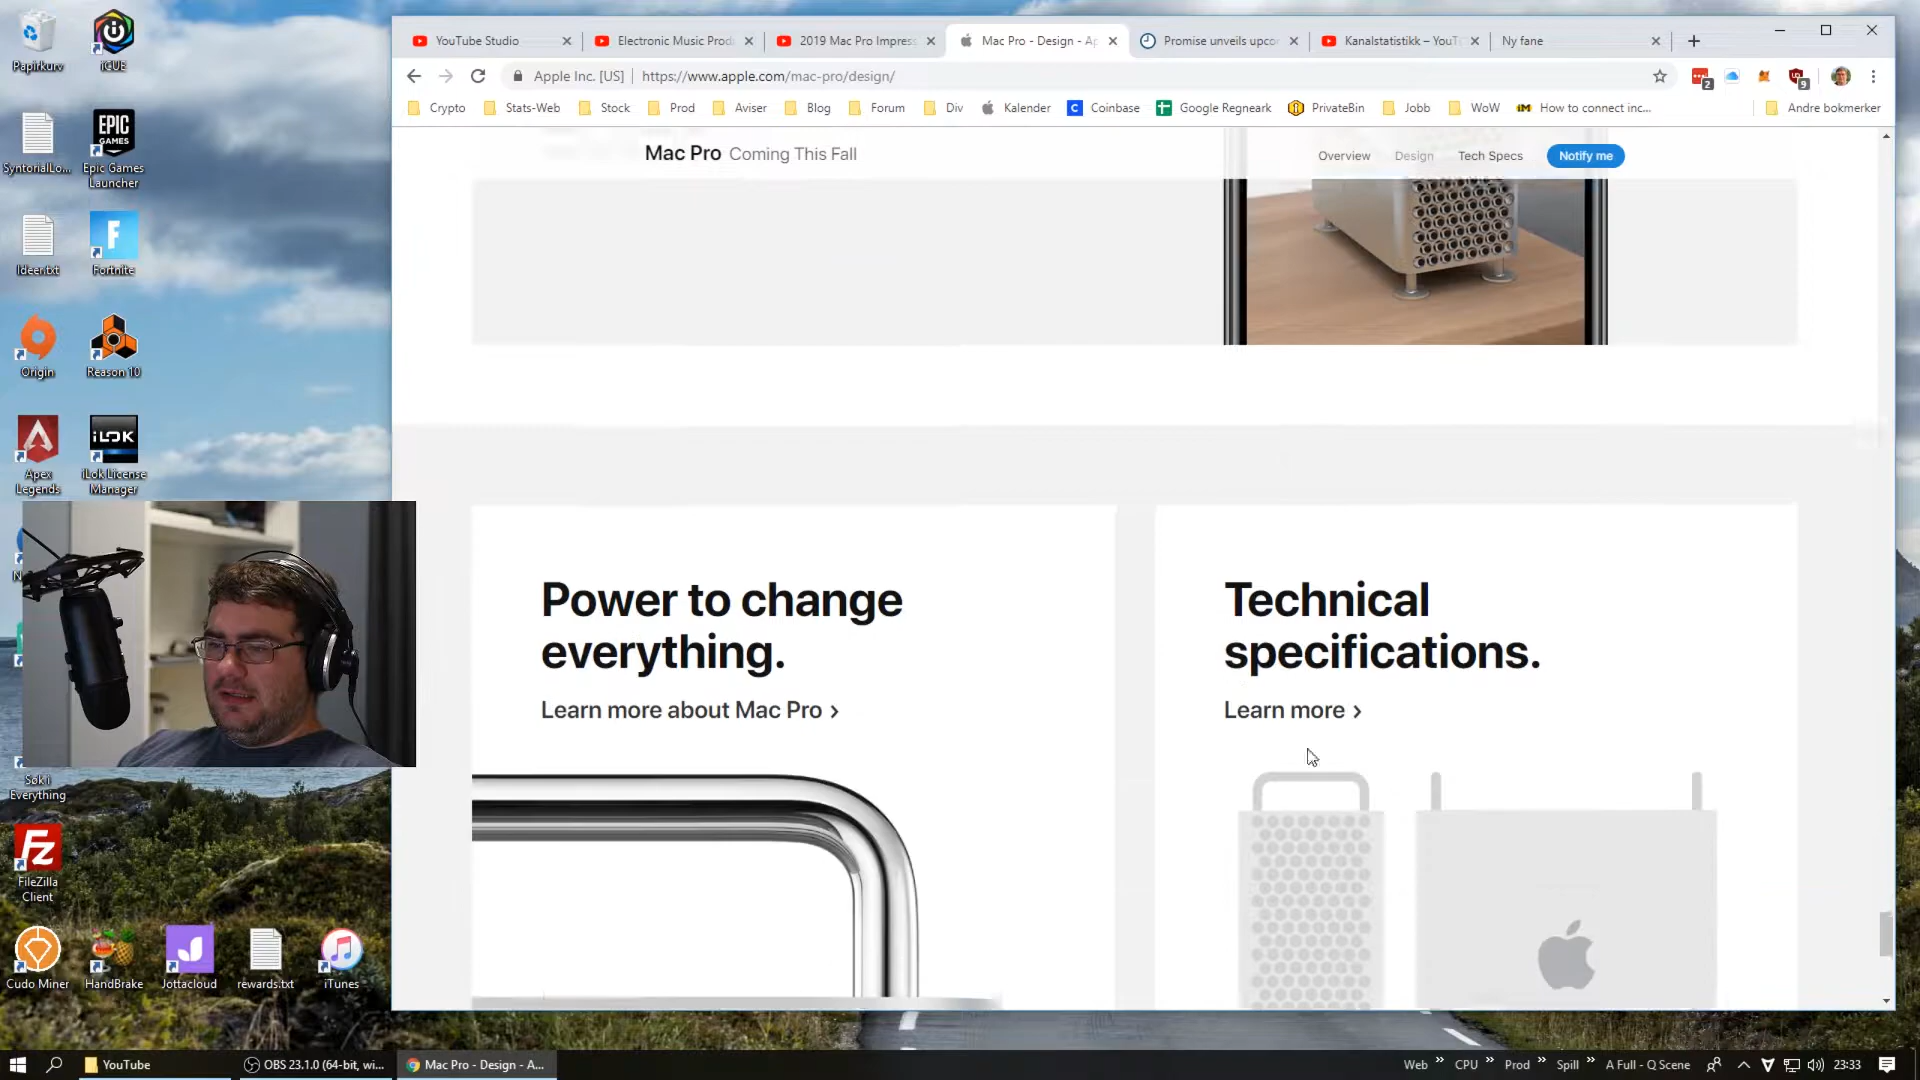 YouTube Studio
Electronic Music Prod
2019 Mac Pro Impress
Mac Pro - Design - Ap
Promise unveils upco
Kanalstatistikk – YouT
Ny fane
Apple Inc. [US]
https://www.apple.com/mac-pro/design/
2
9
Crypto
Stats-Web
Stock
Prod
Aviser
Blog
Forum
Div
Kalender
Coinbase
Google Regneark
PrivateBin
Jobb
WoW
How to connect inc...
Andre bokmerker
Mac Pro Coming This Fall
Overview
Design
Tech Specs
Notify me
Power to change
everything.
Learn more about Mac Pro
Technical
specifications.
Learn more
Papirkurv
iCUE
SyntorialLo...
EPIC
GAMES
Epic Games
Launcher
Ideer.txt
Fortnite
Origin
Reason 10
Apex
Legends
iLOK
iLok License
Manager
Søk i
Everything
FileZilla
Client
Cudo Miner
HandBrake
Jottacloud
rewards.txt
iTunes
YouTube
OBS 23.1.0 (64-bit, wi...
Mac Pro - Design - A...
Web
CPU
Prod
Spill
A Full - Q Scene
23:33